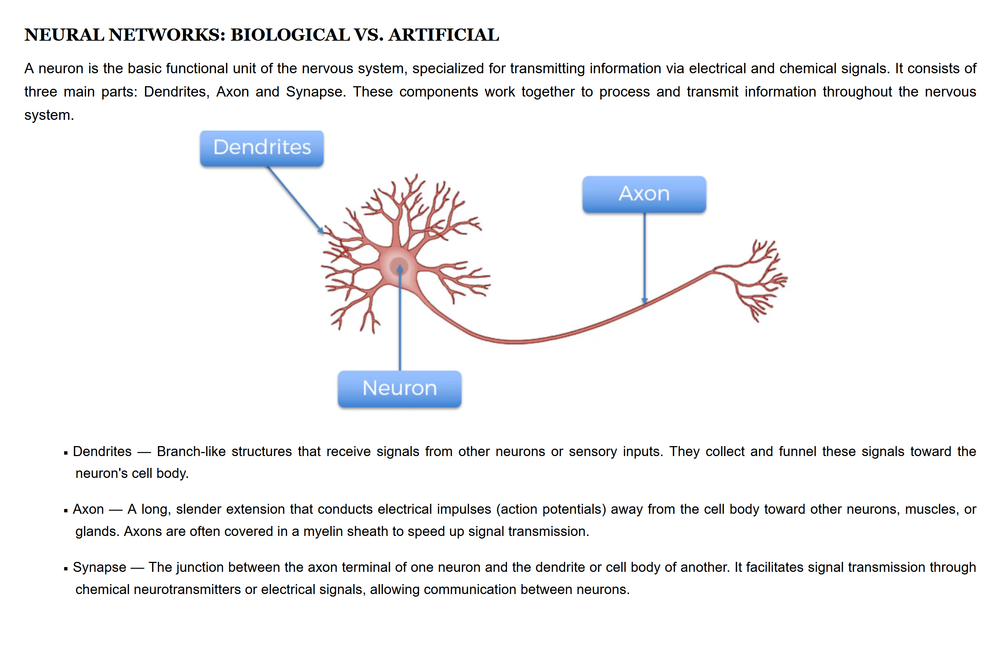 NEURAL NETWORKS: BIOLOGICAL VS. ARTIFICIAL
A neuron is the basic functional unit of the nervous system, specialized for transmitting information via electrical and chemical signals. It consists of
three main parts: Dendrites, Axon and Synapse. These components work together to process and transmit information throughout the nervous
system.
Dendrites
Axon
Neuron
▪ Dendrites — Branch-like structures that receive signals from other neurons or sensory inputs. They collect and funnel these signals toward the
neuron's cell body.
▪ Axon — A long, slender extension that conducts electrical impulses (action potentials) away from the cell body toward other neurons, muscles, or
glands. Axons are often covered in a myelin sheath to speed up signal transmission.
▪ Synapse — The junction between the axon terminal of one neuron and the dendrite or cell body of another. It facilitates signal transmission through
chemical neurotransmitters or electrical signals, allowing communication between neurons.